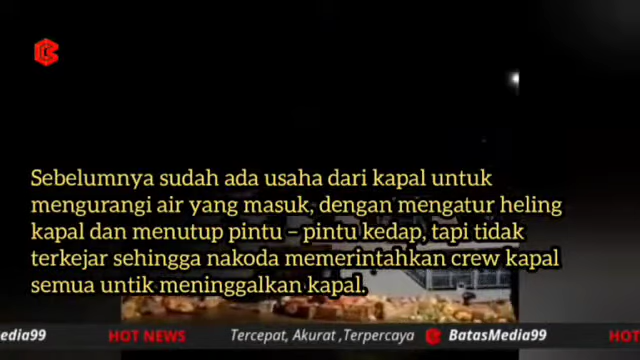 Sebelumnya sudah ada usaha dari kapal untuk
mengurangi air yang masuk, dengan mengatur heling
kapal dan menutup pintu – pintu kedap, tapi tidak
terkejar sehingga nakoda memerintahkan crew kapal
semua untik meninggalkan kapal.
edia99 HOT NEWS Tercepat, Akurat ,Terpercaya BatasMedia99 HOT